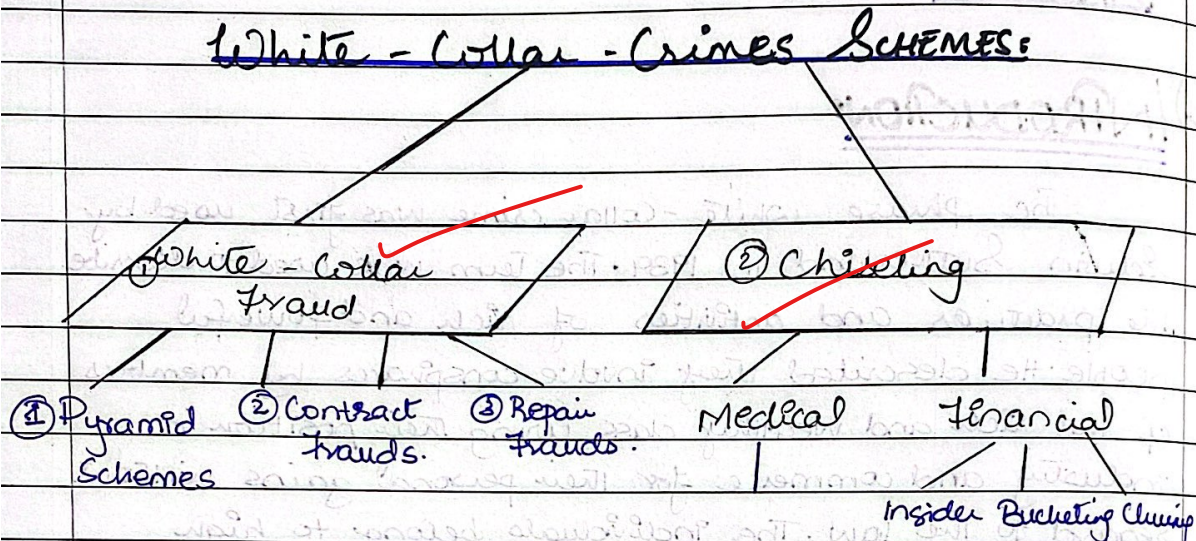 White - Collar - Crimes SCHEMES:
① White - Collar
Fraud
② Chiseling
① Pyramid
Schemes
② Contract
Frauds.
③ Repair
Frauds.
Medical
Financial
Insider Bucketing